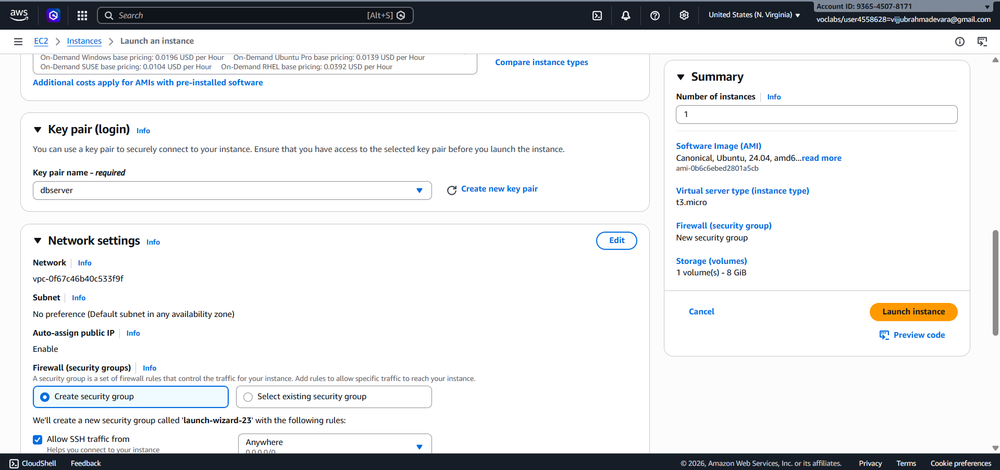 aws
Search
[Alt+S]
United States (N. Virginia)
Account ID: 9365-4507-8171
voclabs/user4558628=vijjubrahmadevara@gmail.com
EC2
Instances
Launch an instance
On-Demand Windows base pricing: 0.0196 USD per Hour On-Demand Ubuntu Pro base pricing: 0.0139 USD per Hour
On-Demand SUSE base pricing: 0.0104 USD per Hour On-Demand RHEL base pricing: 0.0392 USD per Hour
Compare instance types
Additional costs apply for AMIs with pre-installed software
Key pair (login) Info
You can use a key pair to securely connect to your instance. Ensure that you have access to the selected key pair before you launch the instance.
Key pair name - required
dbserver
Create new key pair
Network settings Info
Edit
Network Info
vpc-0f67c46b40c533f9f
Subnet Info
No preference (Default subnet in any availability zone)
Auto-assign public IP Info
Enable
Firewall (security groups) Info
A security group is a set of firewall rules that control the traffic for your instance. Add rules to allow specific traffic to reach your instance.
Create security group
Select existing security group
We'll create a new security group called 'launch-wizard-23' with the following rules:
Allow SSH traffic from
Helps you connect to your instance
Anywhere
0.0.0.0/0
Summary
Number of instances Info
1
Software Image (AMI)
Canonical, Ubuntu, 24.04, amd6...read more
ami-0b6c6ebed2801a5cb
Virtual server type (instance type)
t3.micro
Firewall (security group)
New security group
Storage (volumes)
1 volume(s) - 8 GiB
Cancel
Launch instance
Preview code
CloudShell
Feedback
© 2026, Amazon Web Services, Inc. or its affiliates.
Privacy
Terms
Cookie preferences